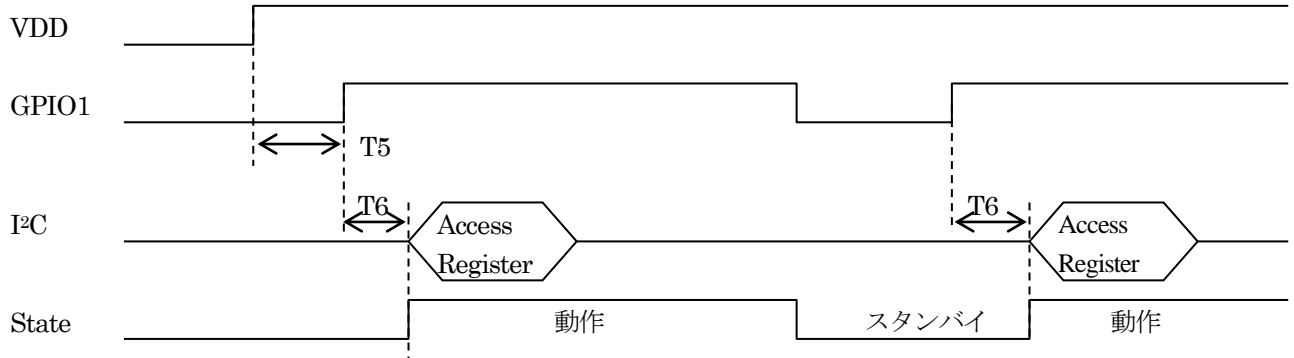 VDD
GPIO1
T5
T6
T6
I²C
Access
Register
Access
Register
State
動作
スタンバイ
動作